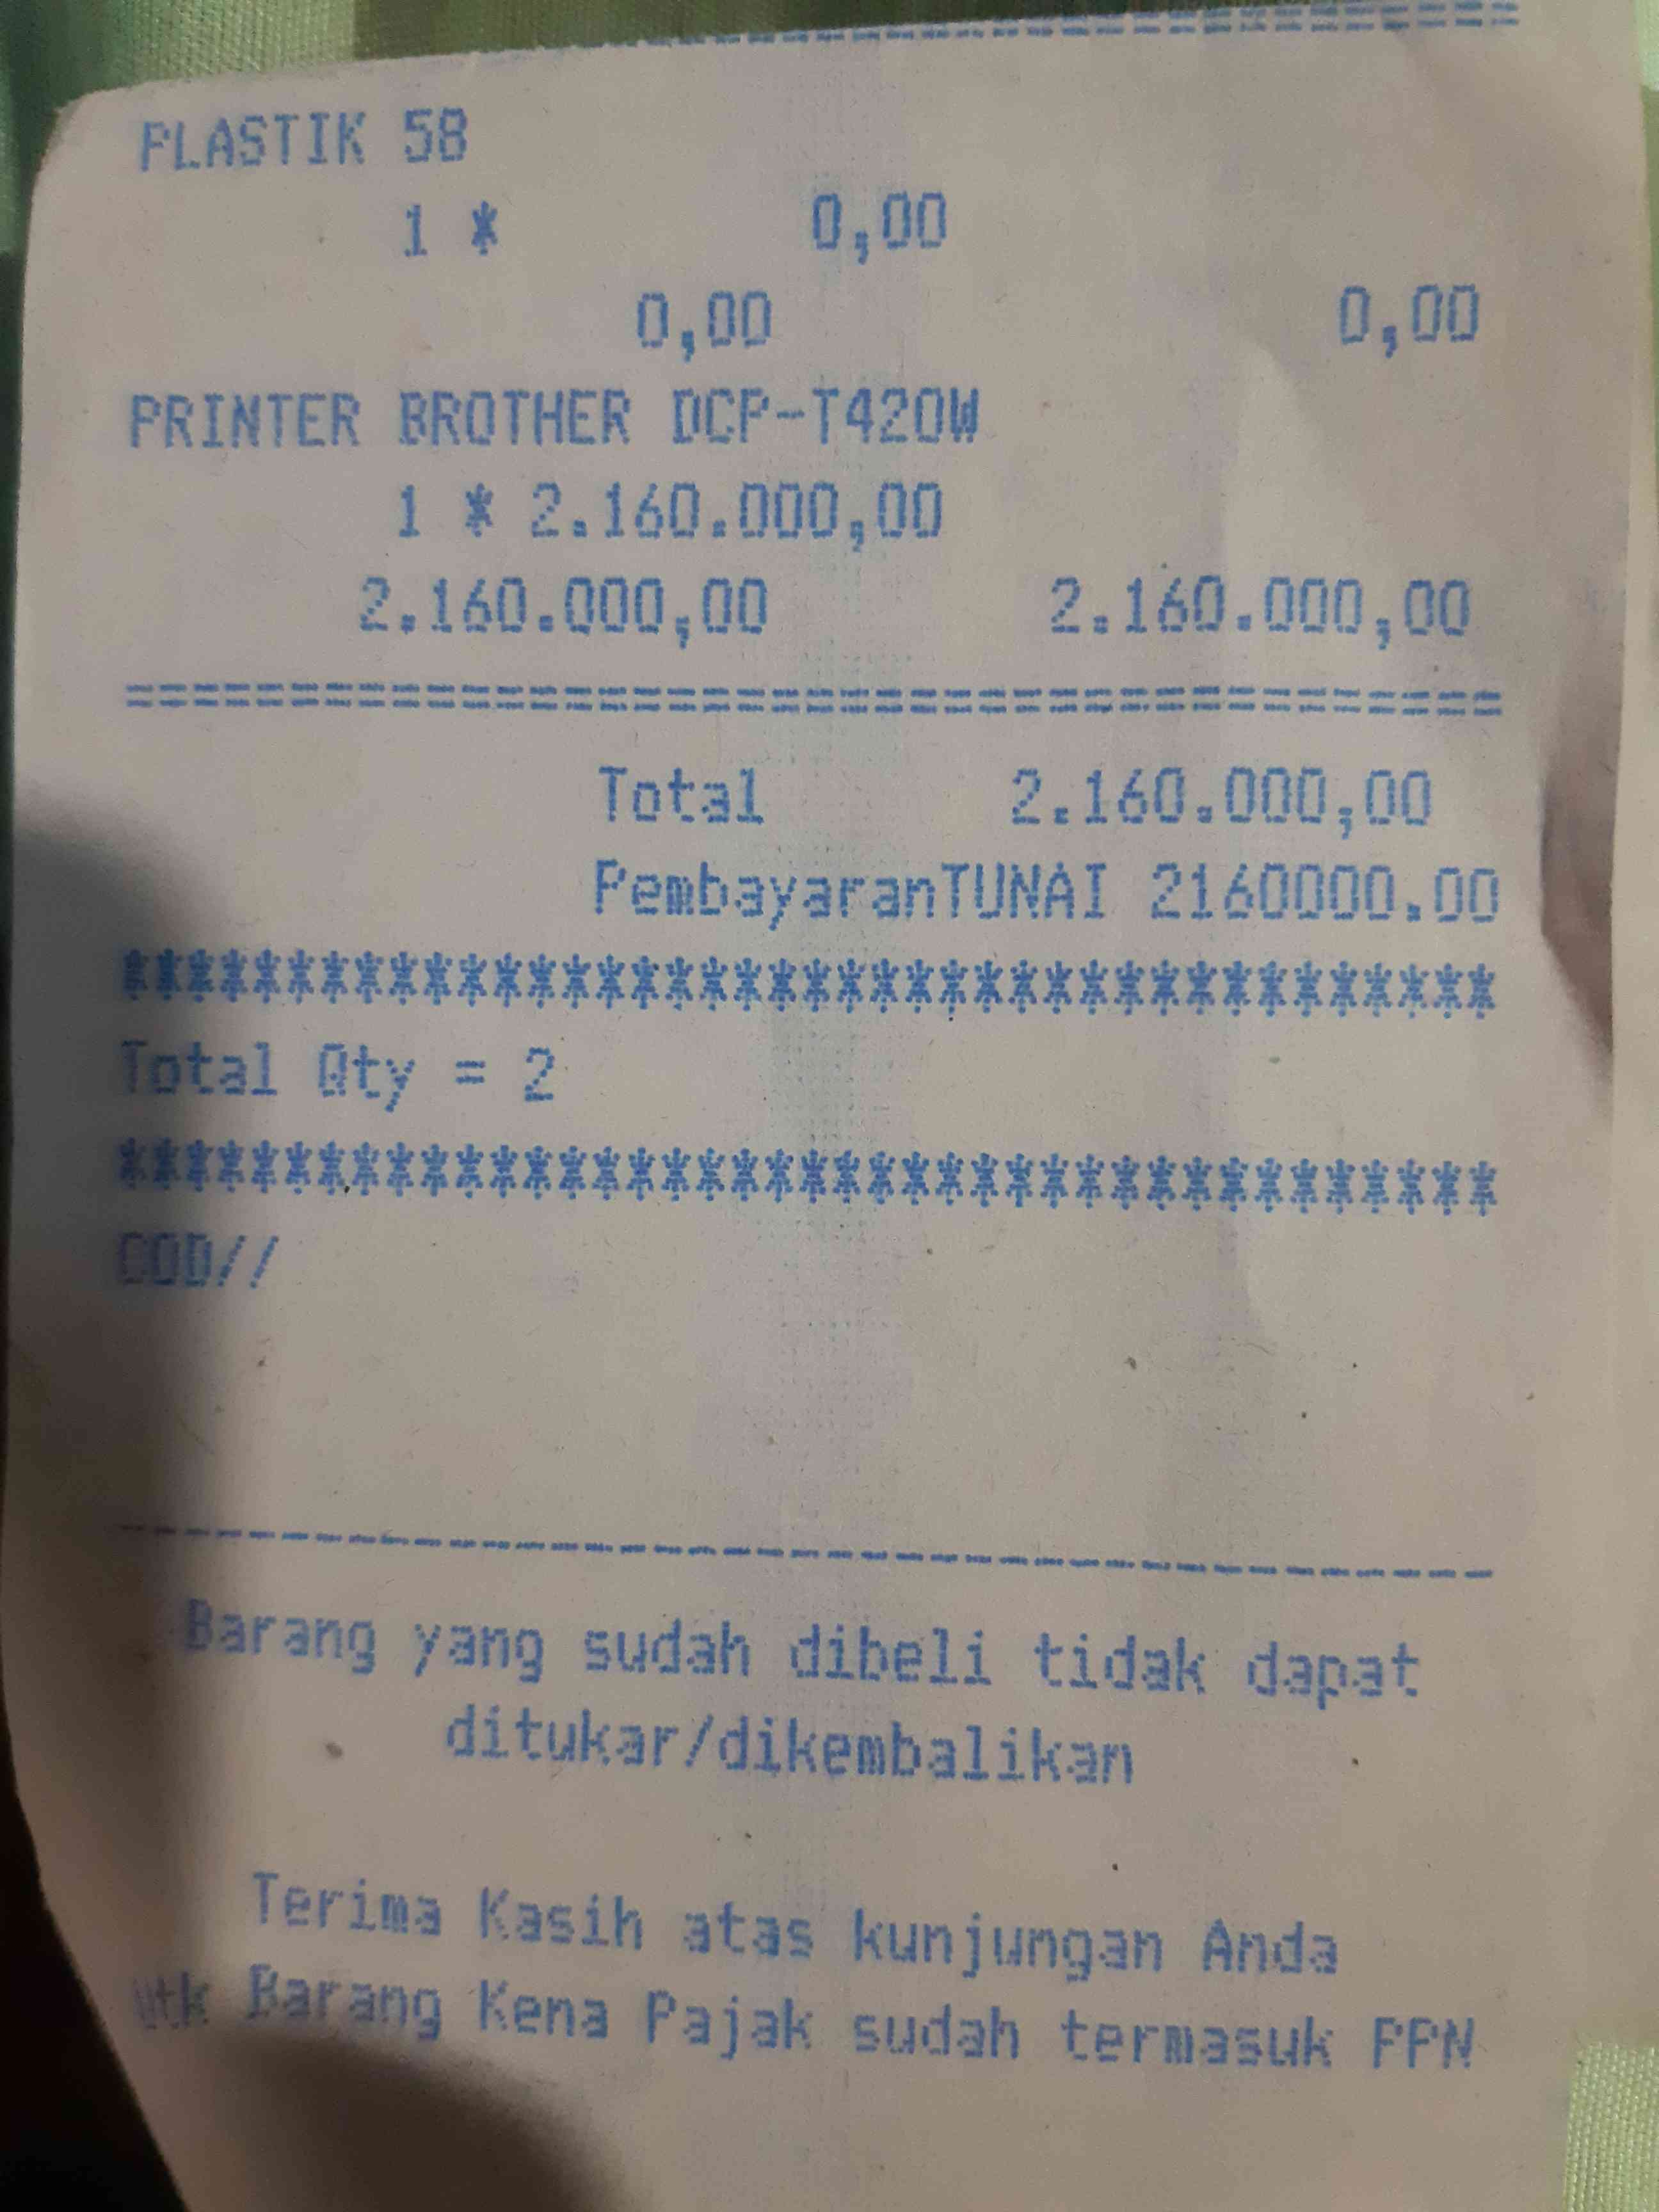 PLASTIK 58
1 * 0,00
0,00 0,00
PRINTER BROTHER DCP-T420W
1 * 2.160.000,00
2.160.000,00 2.160.000,00
========================================
Total 2.160.000,00
PembayaranTUNAI 2160000.00
****************************************
Total Qty = 2
****************************************
COD//
----------------------------------------
Barang yang sudah dibeli tidak dapat
ditukar/dikembalikan
Terima Kasih atas kunjungan Anda
Utk Barang Kena Pajak sudah termasuk PPN